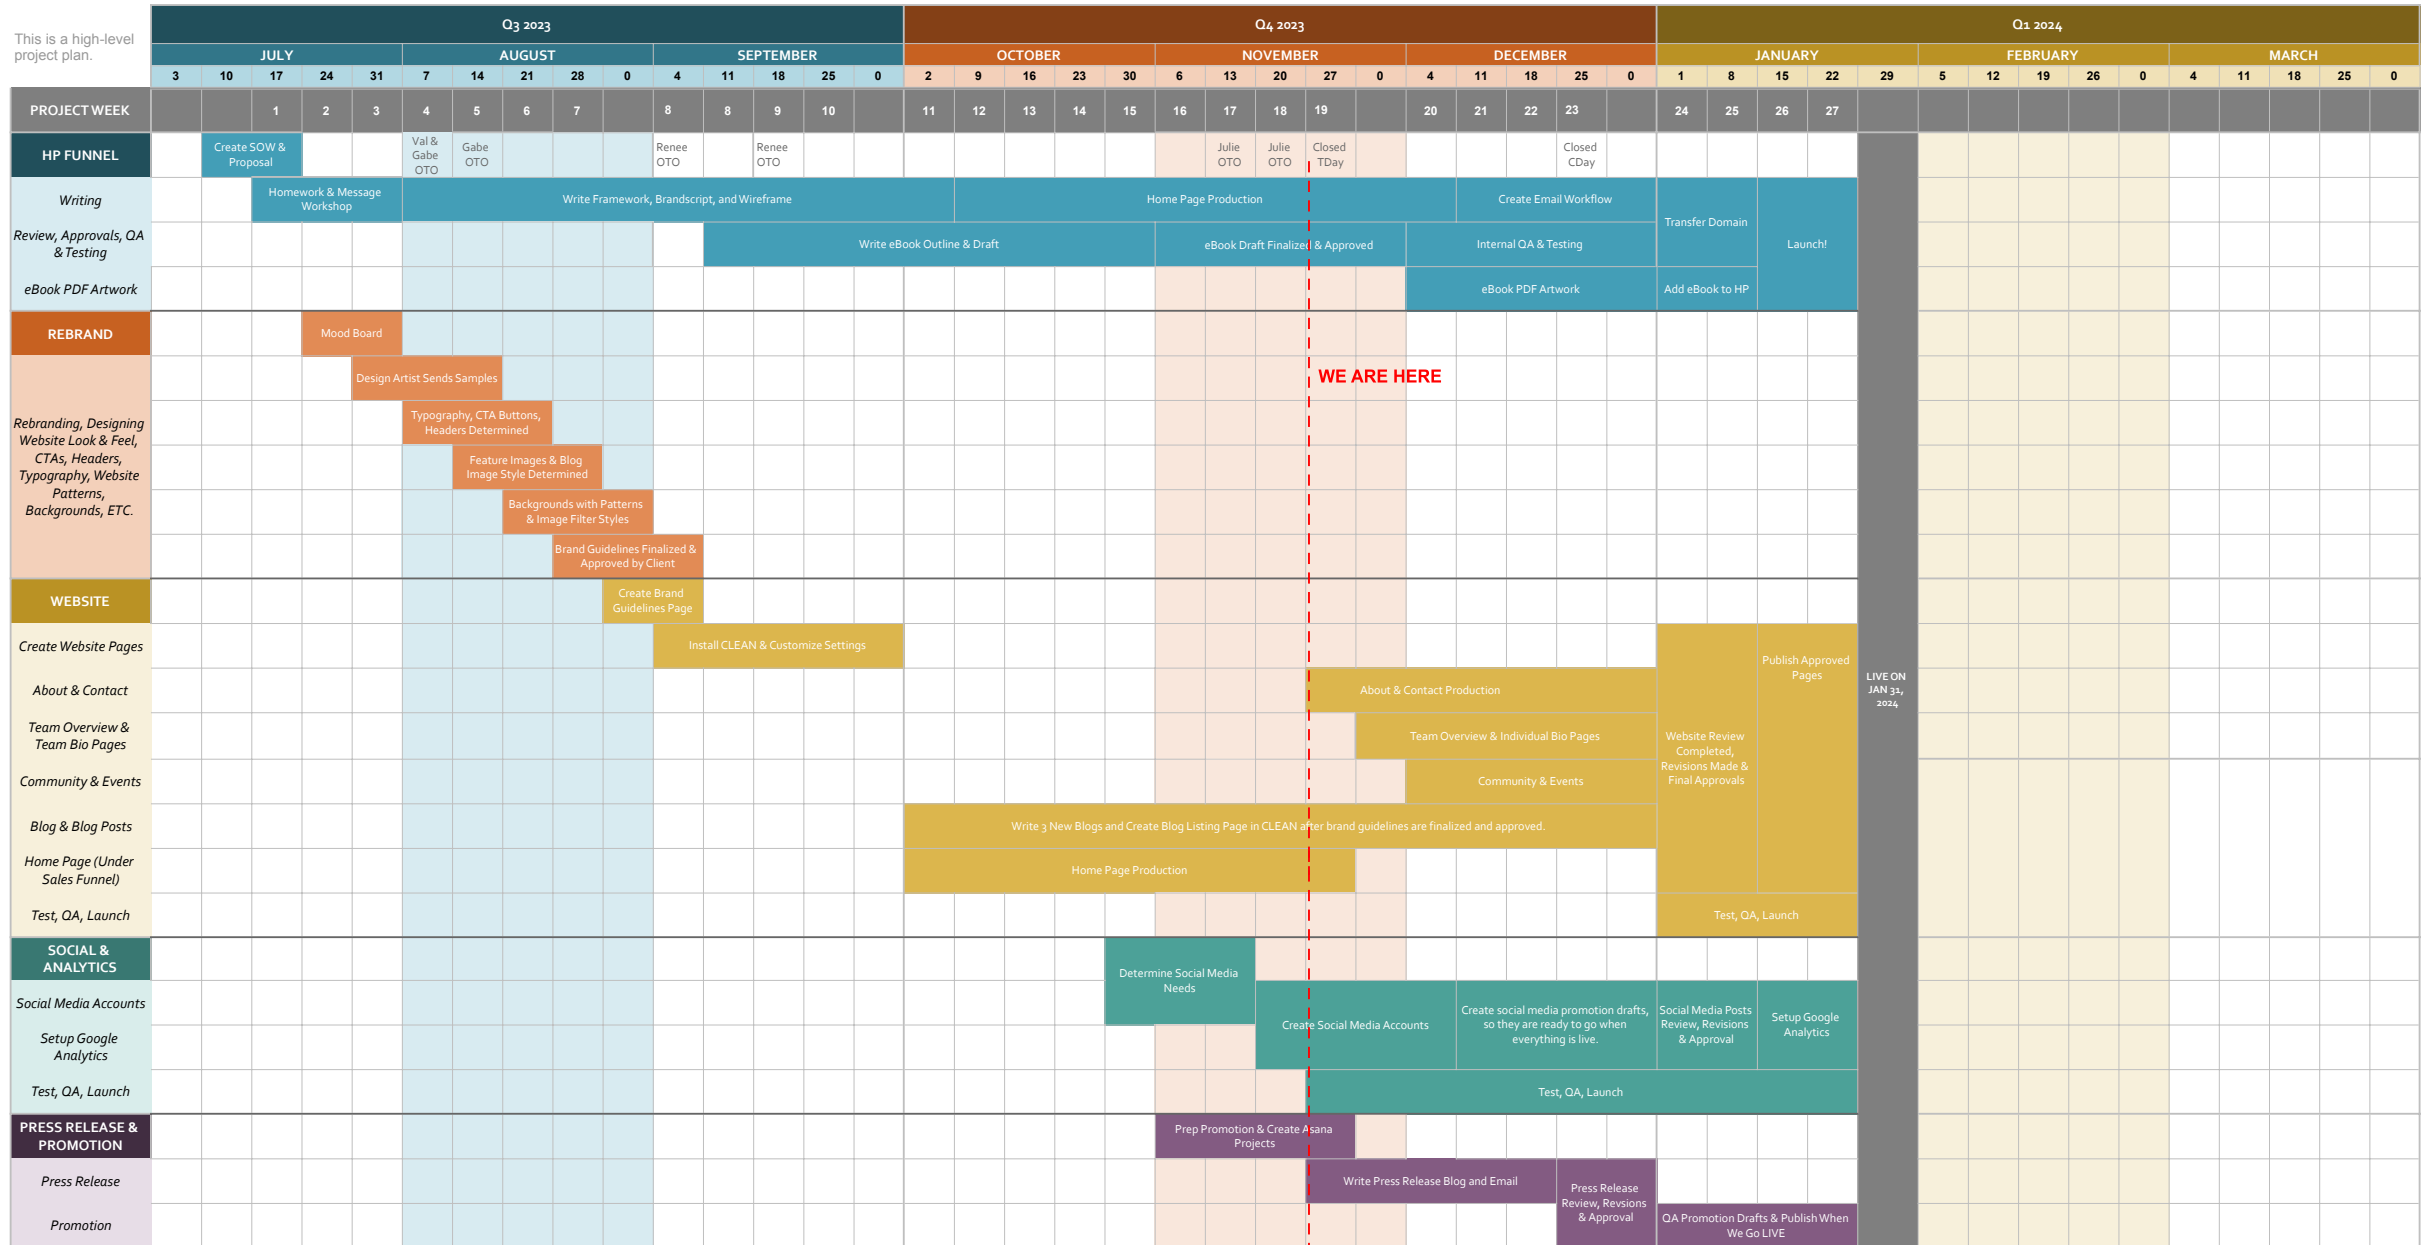 This is a high-level
project plan.
Q3 2023
Q4 2023
Q1 2024
JULY
AUGUST
SEPTEMBER
OCTOBER
NOVEMBER
DECEMBER
JANUARY
FEBRUARY
MARCH
3 10 17 24 31 7 14 21 28 0 4 11 18 25 0 2 9 16 23 30 6 13 20 27 0 4 11 18 25 0 1 8 15 22 29 5 12 19 26 0 4 11 18 25 0
PROJECT WEEK
1 2 3 4 5 6 7 8 8 9 10 11 12 13 14 15 16 17 18 19 20 21 22 23 24 25 26 27
HP FUNNEL
Create SOW &
Proposal
Val &
Gabe
OTO
Gabe
OTO
Renee
OTO
Renee
OTO
Julie
OTO
Julie
OTO
Closed
TDay
Closed
CDay
Writing
Homework & Message
Workshop
Write Framework, Brandscript, and Wireframe
Home Page Production
Create Email Workflow
Transfer Domain
Launch!
Review, Approvals, QA
& Testing
Write eBook Outline & Draft
eBook Draft Finalized & Approved
Internal QA & Testing
eBook PDF Artwork
eBook PDF Artwork
Add eBook to HP
REBRAND
Mood Board
Design Artist Sends Samples
WE ARE HERE
Rebranding, Designing
Website Look & Feel,
CTAs, Headers,
Typography, Website
Patterns,
Backgrounds, ETC.
Typography, CTA Buttons,
Headers Determined
Feature Images & Blog
Image Style Determined
Backgrounds with Patterns
& Image Filter Styles
Brand Guidelines Finalized &
Approved by Client
WEBSITE
Create Brand
Guidelines Page
Create Website Pages
Install CLEAN & Customize Settings
Publish Approved
Pages
LIVE ON
JAN 31,
2024
About & Contact
About & Contact Production
Team Overview &
Team Bio Pages
Team Overview & Individual Bio Pages
Website Review
Completed,
Revisions Made &
Final Approvals
Community & Events
Community & Events
Blog & Blog Posts
Write 3 New Blogs and Create Blog Listing Page in CLEAN after brand guidelines are finalized and approved.
Home Page (Under
Sales Funnel)
Home Page Production
Test, QA, Launch
Test, QA, Launch
SOCIAL &
ANALYTICS
Determine Social Media
Needs
Social Media Accounts
Create Social Media Accounts
Create social media promotion drafts,
so they are ready to go when
everything is live.
Social Media Posts
Review, Revisions
& Approval
Setup Google
Analytics
Setup Google
Analytics
Test, QA, Launch
Test, QA, Launch
PRESS RELEASE &
PROMOTION
Prep Promotion & Create Asana
Projects
Press Release
Write Press Release Blog and Email
Press Release
Review, Revsions
& Approval
Promotion
QA Promotion Drafts & Publish When
We Go LIVE